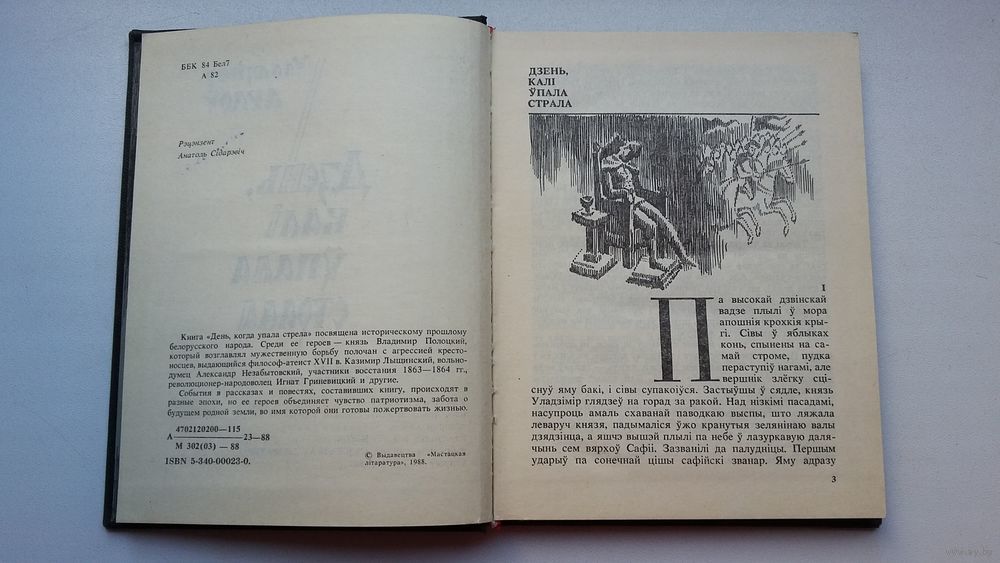 ББК 84 Бел7
А 82
Рэцэнзент
Анатоль Сідарэвіч
Книга «День, когда упала стрела» посвящена историческому прошлому
белорусского народа. Среди ее героев — князь Владимир Полоцкий,
который возглавлял мужественную борьбу полочан с агрессией кресто-
носцев, выдающийся философ-атеист XVII в. Казимир Лыщинский, вольно-
думец Александр Незабытовский, участники восстания 1863—1864 гг.,
революционер-народоволец Игнат Гриневицкий и другие.
События в рассказах и повестях, составивших книгу, происходят в
разные эпохи, но ее героев объединяет чувство патриотизма, забота о
будущем родной земли, во имя которой они готовы пожертвовать жизнью.
4702120200—115
А 23—88
М 302(03) — 88
ISBN 5-340-00023-0.
© Выдавецтва «Мастацкая
літаратура», 1988.
ДЗЕНЬ,
КАЛІ
ЎПАЛА
СТРАЛА
I
Па высокай дзвінскай
вадзе плылі ў мора
апошнія крохкія кры-
гі. Сівы ў яблыках
конь, спынены на са-
май строме, пудка
пераступіў нагамі, але
вершнік злёгку сці-
снуў яму бакі, і сівы супакоіўся. Застыўшы ў сядле, князь
Уладзімір глядзеў на горад за ракой. Над нізкімі пасадамі,
насупроць амаль схаванай паводкаю выспы, што ляжала
леваруч князя, падымаліся ўжо кранутыя зелянінаю валы
дзядзінца, а яшчэ вышэй плылі па небе ў лазуркавую даля-
чынь сем вярхоў Сафіі. Зазванілі да палудніцы. Першым
ударыў па сонечнай цішы сафійскі званар. Яму адразу
3
www.ay.by